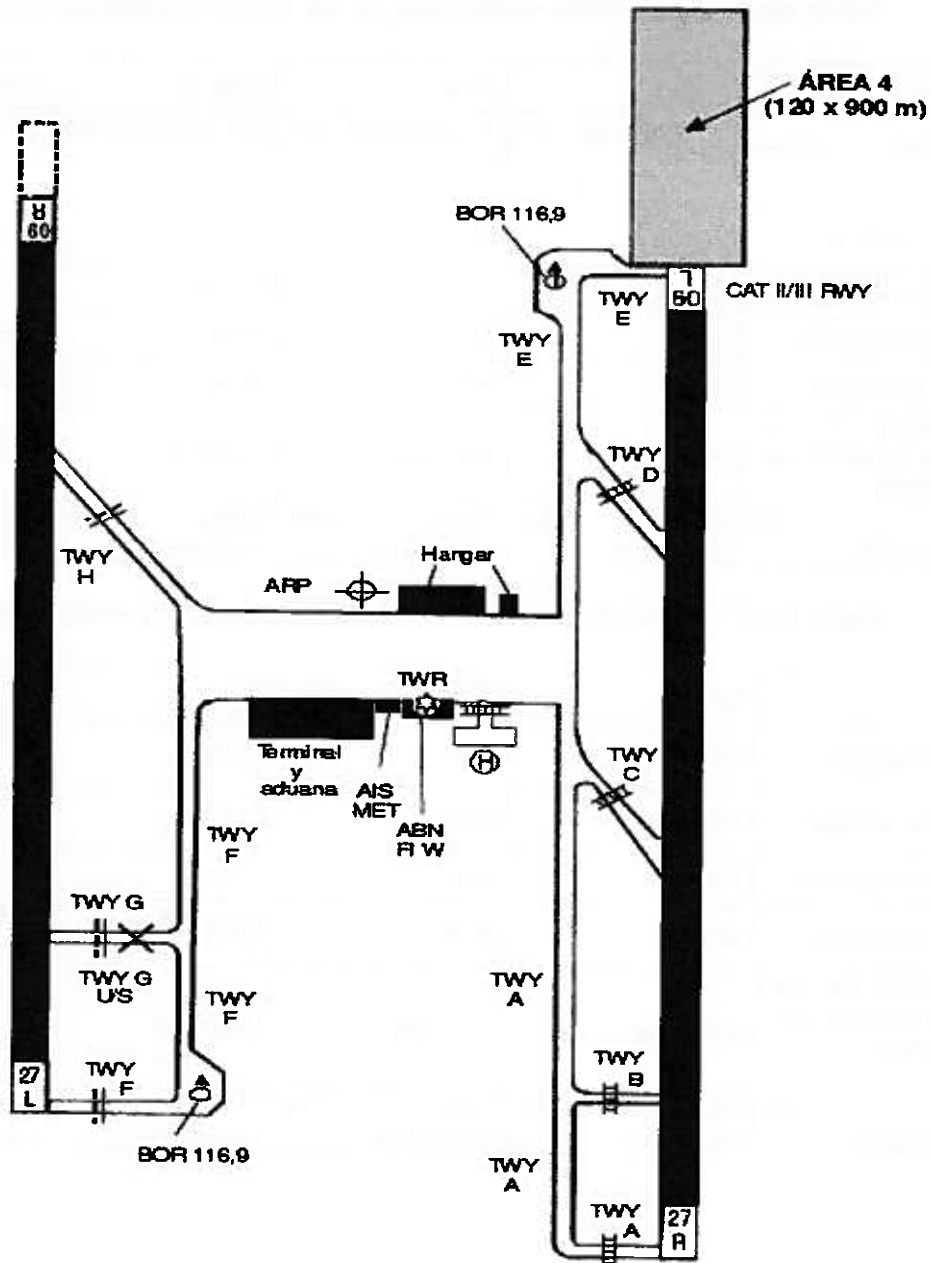 ÁREA 4
(120 x 900 m)
09
R
BOR 116,9
09
L
CAT II/III RWY
TWY
E
TWY
E
TWY
D
TWY
H
ARP
Hangar
TWR
Terminal
y
aduana
AIS
MET
ABN
FLW
H
TWY
C
TWY
F
TWY G
TWY G
U/S
TWY
F
TWY
A
27
L
TWY
F
TWY
B
BOR 116,9
TWY
A
TWY
A
27
R